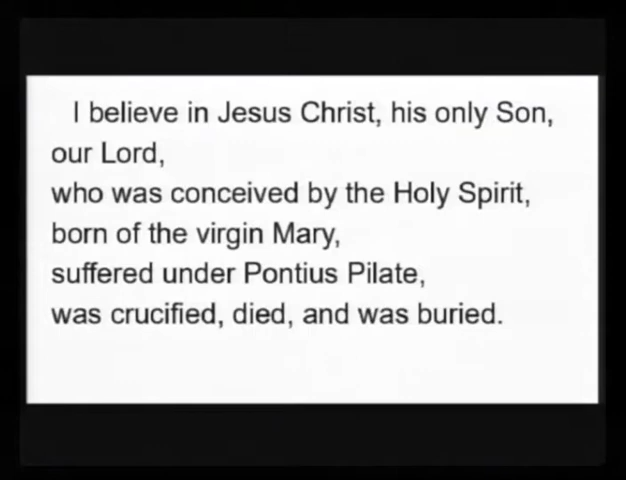 I believe in Jesus Christ, his only Son,
our Lord,
who was conceived by the Holy Spirit,
born of the virgin Mary,
suffered under Pontius Pilate,
was crucified, died, and was buried.